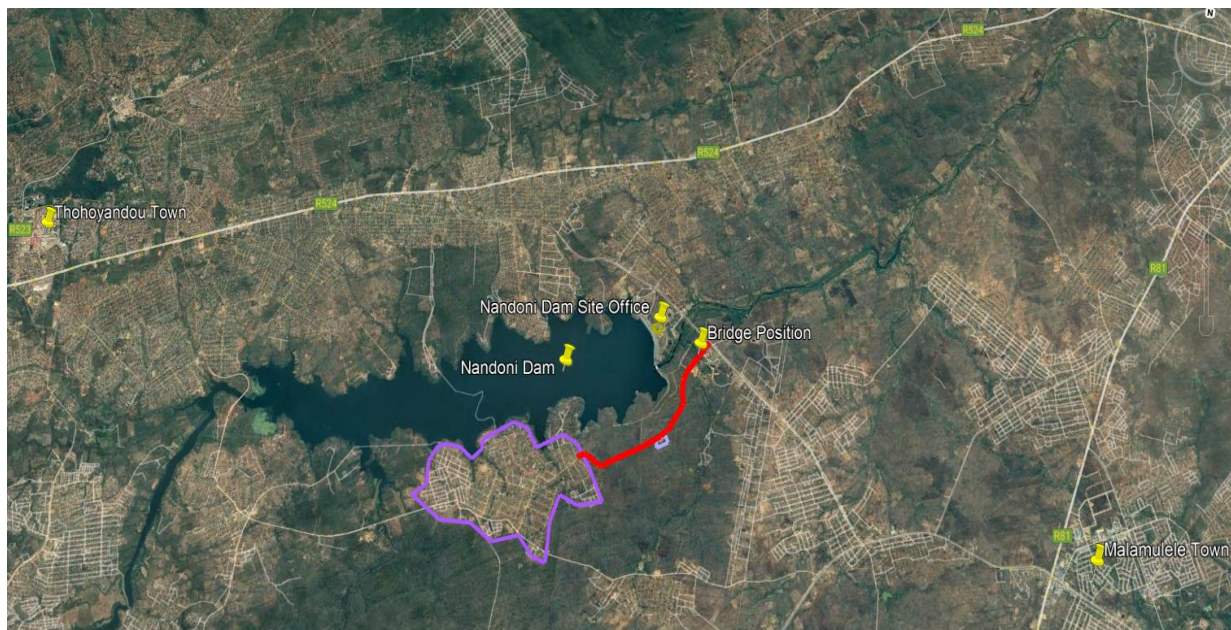 N
R524
R524
R524
Thohoyandou Town
R523
R81
Nandoni Dam Site Office
Bridge Position
Nandoni Dam
R81
Malamulele Town